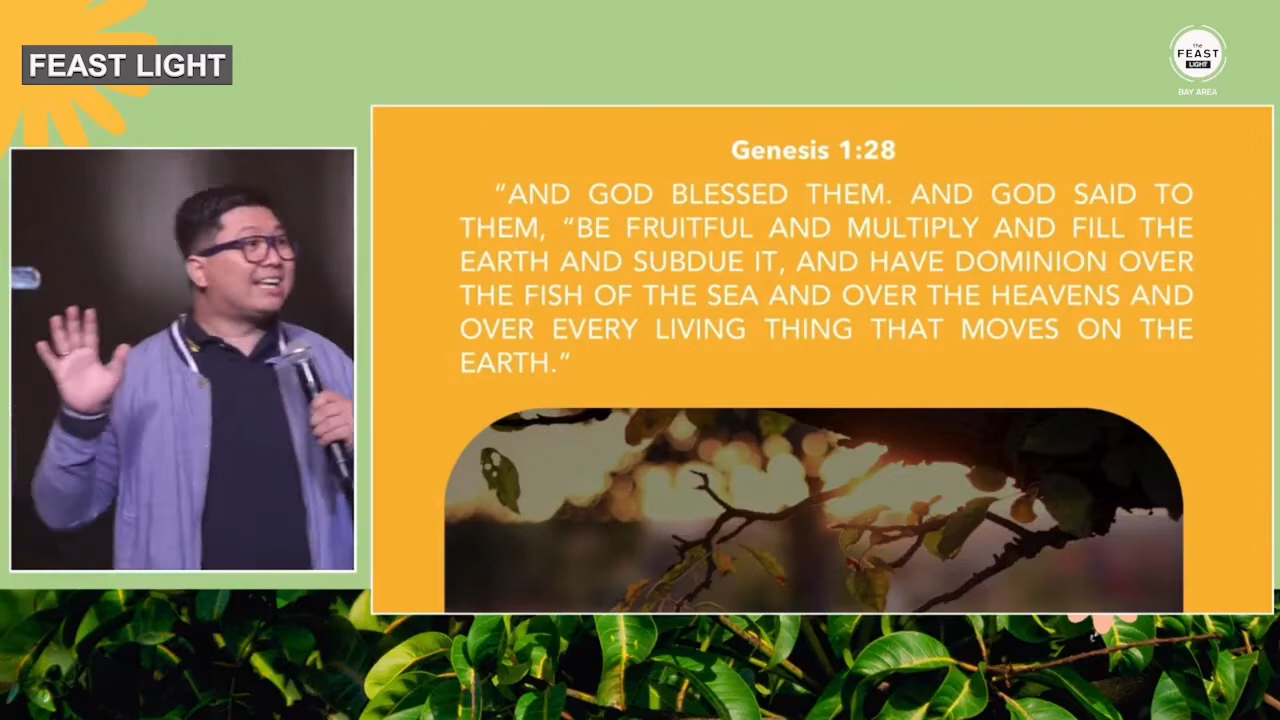 FEAST LIGHT
the
FEAST
LIGHT
BAY AREA
Genesis 1:28
“AND GOD BLESSED THEM. AND GOD SAID TO
THEM, “BE FRUITFUL AND MULTIPLY AND FILL THE
EARTH AND SUBDUE IT, AND HAVE DOMINION OVER
THE FISH OF THE SEA AND OVER THE HEAVENS AND
OVER EVERY LIVING THING THAT MOVES ON THE
EARTH.”